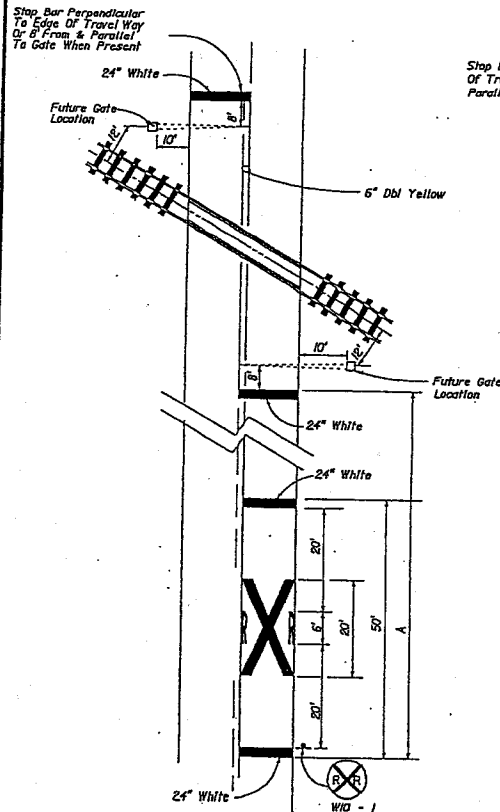 Stop Bar Perpendicular
To Edge Of Travel Way
Or 8' From & Parallel
To Gate When Present
Stop
Of Tr
Paral
24" White
Future Gate
Location
12'
10'
8'
6" Dbl Yellow
10'
12'
8'
Future Gate
Location
24" White
24" White
20'
6'
20'
50'
A
20'
24" White
R R
W10 - 1